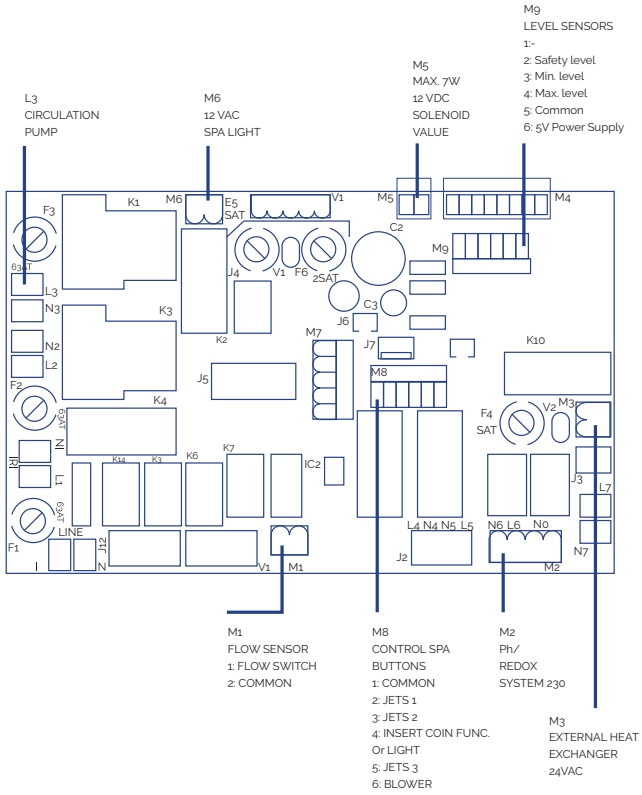 M9
LEVEL SENSORS
1:-
2: Safety level
3: Min. level
4: Max. level
5: Common
6: 5V Power Supply
M5
MAX. 7W
12 VDC
SOLENOID
VALUE
L3
CIRCULATION
PUMP
M6
12 VAC
SPA LIGHT
F3
K1
M6
E5
SAT
V1
M5
M4
C2
M9
63AT
L3
N3
J4
V1
F6
2SAT
K3
K2
C3
J6
M7
J7
N2
L2
J5
M8
K10
F2
63AT
K4
F4
SAT
V2
M3
N
IR
L1
K14
K3
K6
K7
IC2
J3
L7
63AT
F1
LINE
I
N
J12
V1
M1
L4 N4 N5 L5
J2
N6 L6 N0
M2
N7
M1
FLOW SENSOR
1: FLOW SWITCH
2: COMMON
M8
CONTROL SPA
BUTTONS
1: COMMON
2: JETS 1
3: JETS 2
4: INSERT COIN FUNC.
Or LIGHT
5: JETS 3
6: BLOWER
M2
Ph/
REDOX
SYSTEM 230
M3
EXTERNAL HEAT
EXCHANGER
24VAC